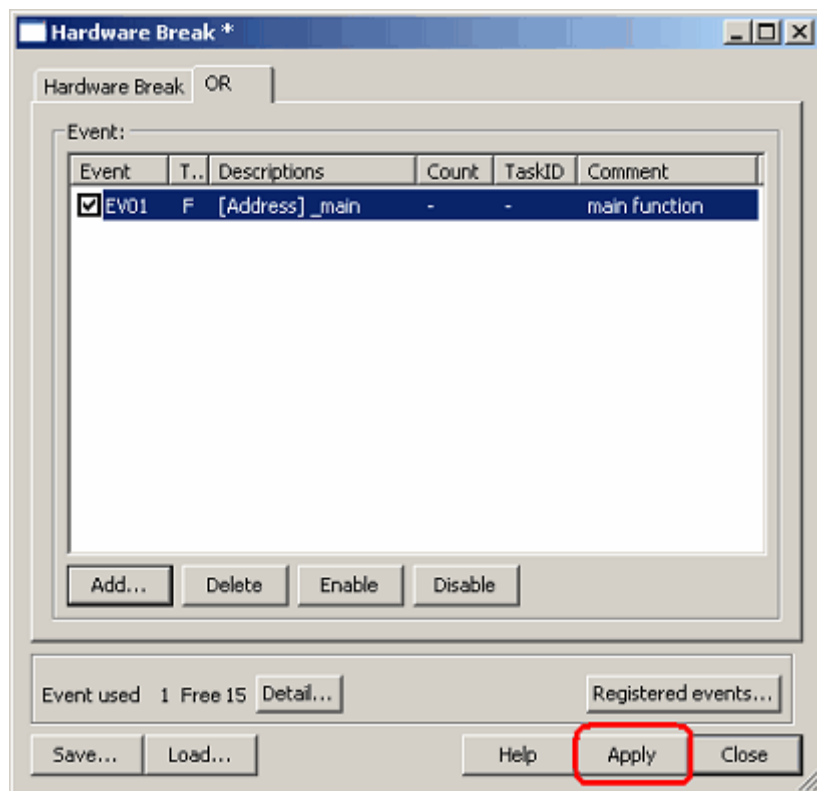 Hardware Break *
Hardware Break OR
Event:
Event T.. Descriptions Count TaskID Comment
EV01 F [Address] _main - - main function
Add... Delete Enable Disable
Event used 1 Free 15 Detail... Registered events...
Save... Load... Help Apply Close